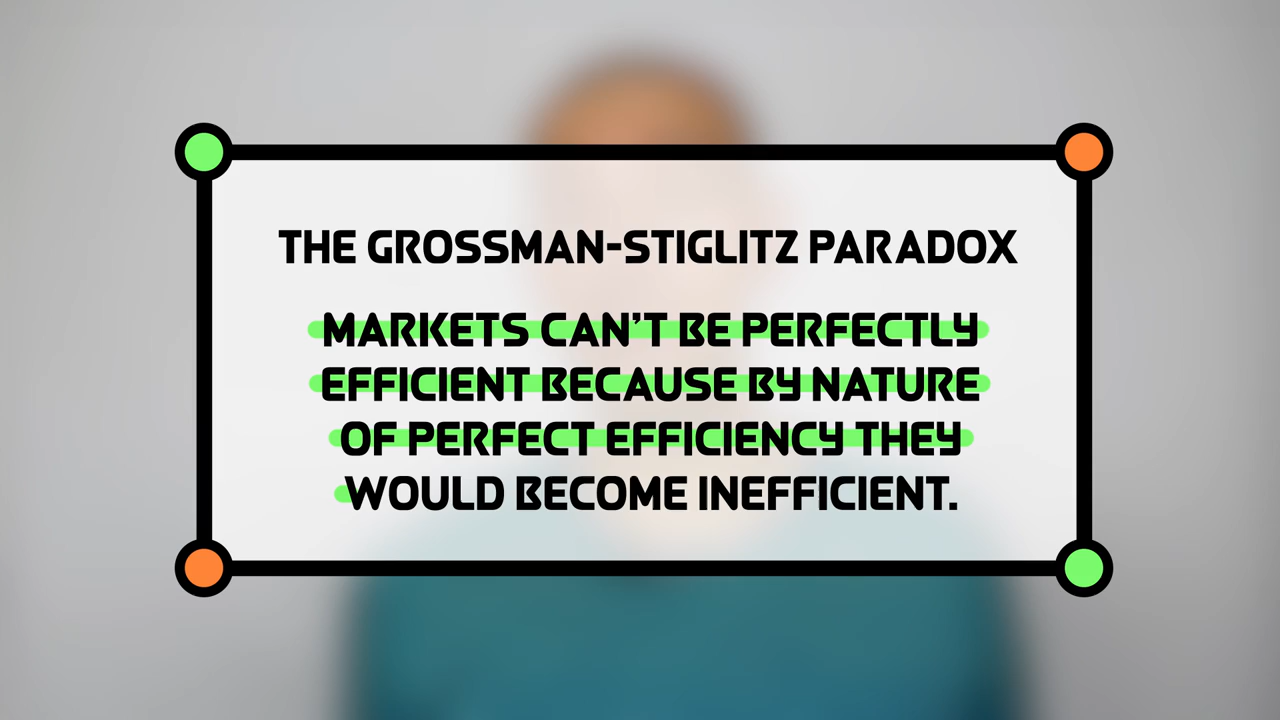 THE GROSSMAN-STIGLITZ PARADOX
MARKETS CAN'T BE PERFECTLY
EFFICIENT BECAUSE BY NATURE
OF PERFECT EFFICIENCY THEY
WOULD BECOME INEFFICIENT.